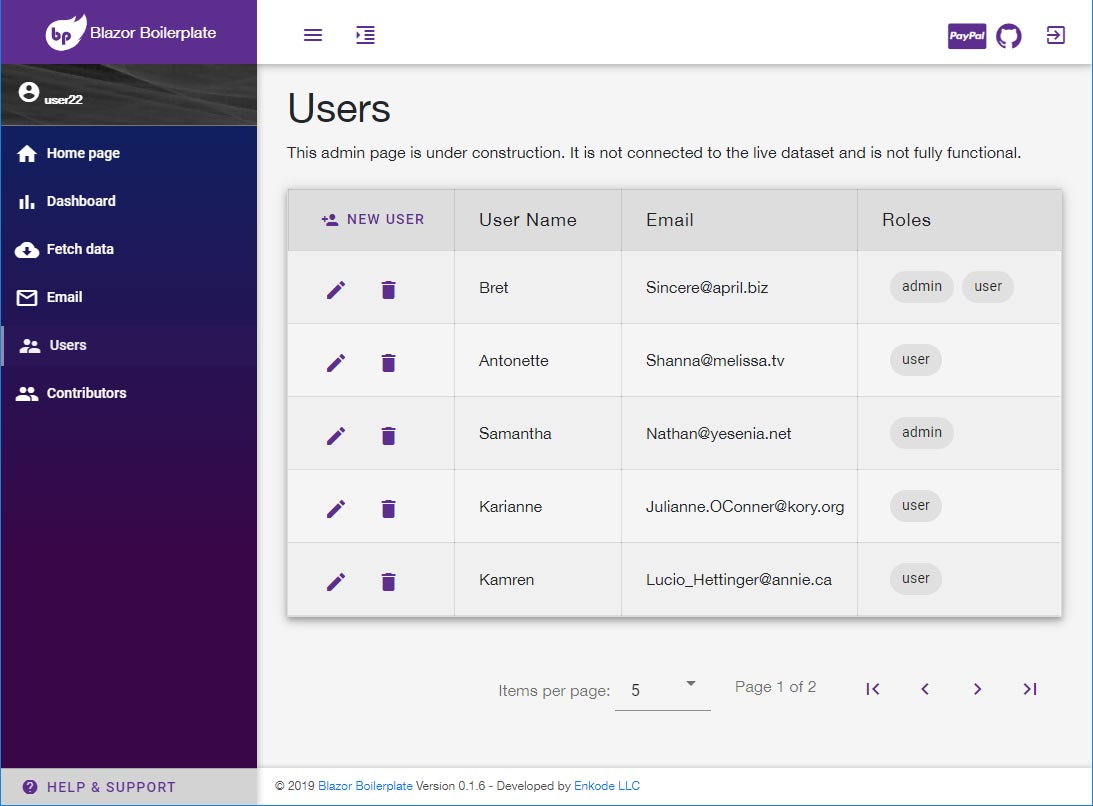 bp Blazor Boilerplate
PayPal
user22
Home page
Dashboard
Fetch data
Email
Users
Contributors
HELP & SUPPORT
Users
This admin page is under construction. It is not connected to the live dataset and is not fully functional.
NEW USER User Name Email Roles
Bret Sincere@april.biz admin user
Antonette Shanna@melissa.tv user
Samantha Nathan@yesenia.net admin
Karianne Julianne.OConner@kory.org user
Kamren Lucio_Hettinger@annie.ca user
Items per page: 5 Page 1 of 2
© 2019 Blazor Boilerplate Version 0.1.6 - Developed by Enkode LLC